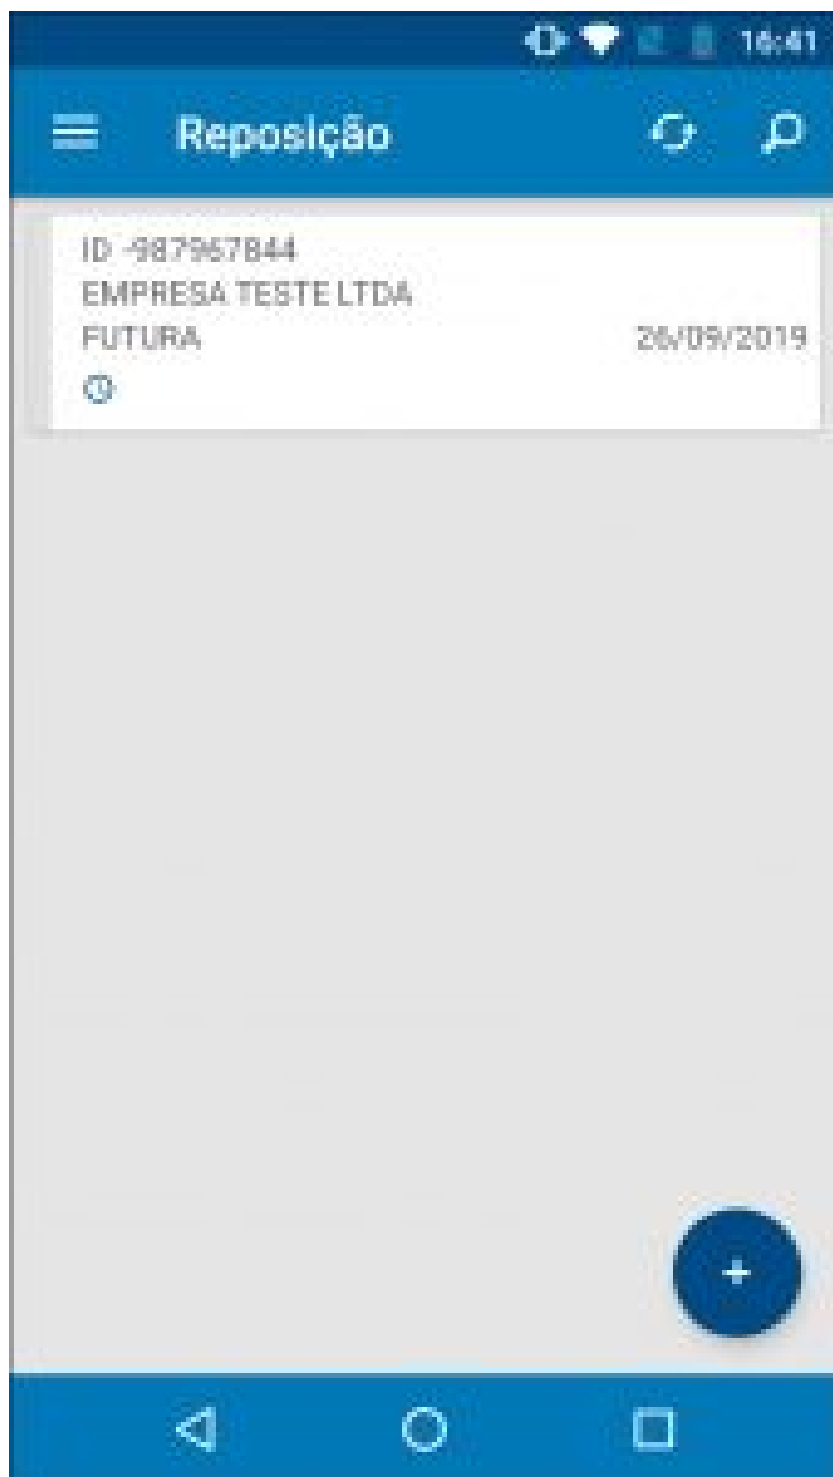 16:41
Reposição
ID -987967844
EMPRESA TESTE LTDA
FUTURA 26/09/2019